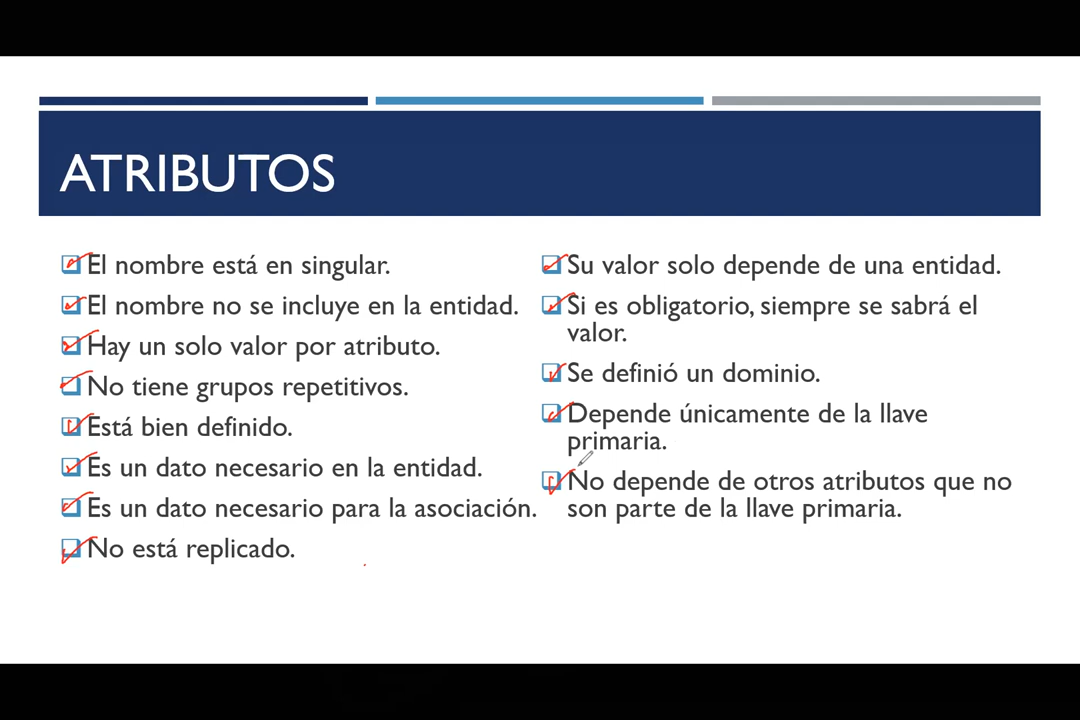 ATRIBUTOS
El nombre está en singular.
El nombre no se incluye en la entidad.
Hay un solo valor por atributo.
No tiene grupos repetitivos.
Está bien definido.
Es un dato necesario en la entidad.
Es un dato necesario para la asociación.
No está replicado.
Su valor solo depende de una entidad.
Si es obligatorio, siempre se sabrá el
valor.
Se definió un dominio.
Depende únicamente de la llave
primaria.
No depende de otros atributos que no
son parte de la llave primaria.